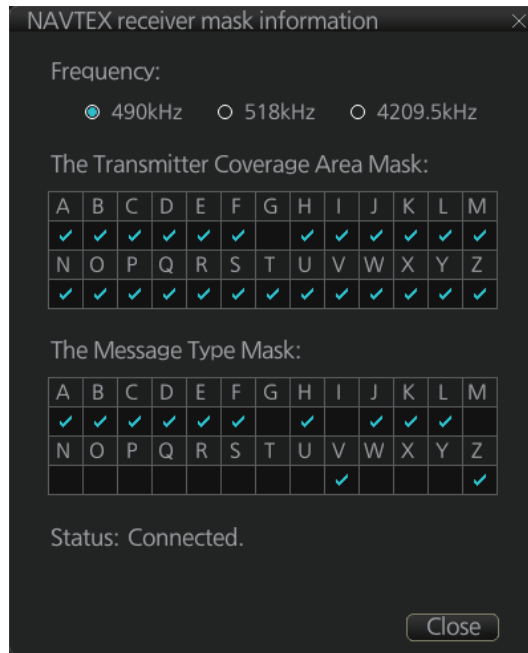 NAVTEX receiver mask information
Frequency:
490kHz 518kHz 4209.5kHz
The Transmitter Coverage Area Mask:
A B C D E F G H I J K L M
✓ ✓ ✓ ✓ ✓ ✓ ✓ ✓ ✓ ✓ ✓ ✓
N O P Q R S T U V W X Y Z
✓ ✓ ✓ ✓ ✓ ✓ ✓ ✓ ✓ ✓ ✓ ✓ ✓
The Message Type Mask:
A B C D E F G H I J K L M
✓ ✓ ✓ ✓ ✓ ✓ ✓ ✓ ✓ ✓
N O P Q R S T U V W X Y Z
✓ ✓
Status: Connected.
Close